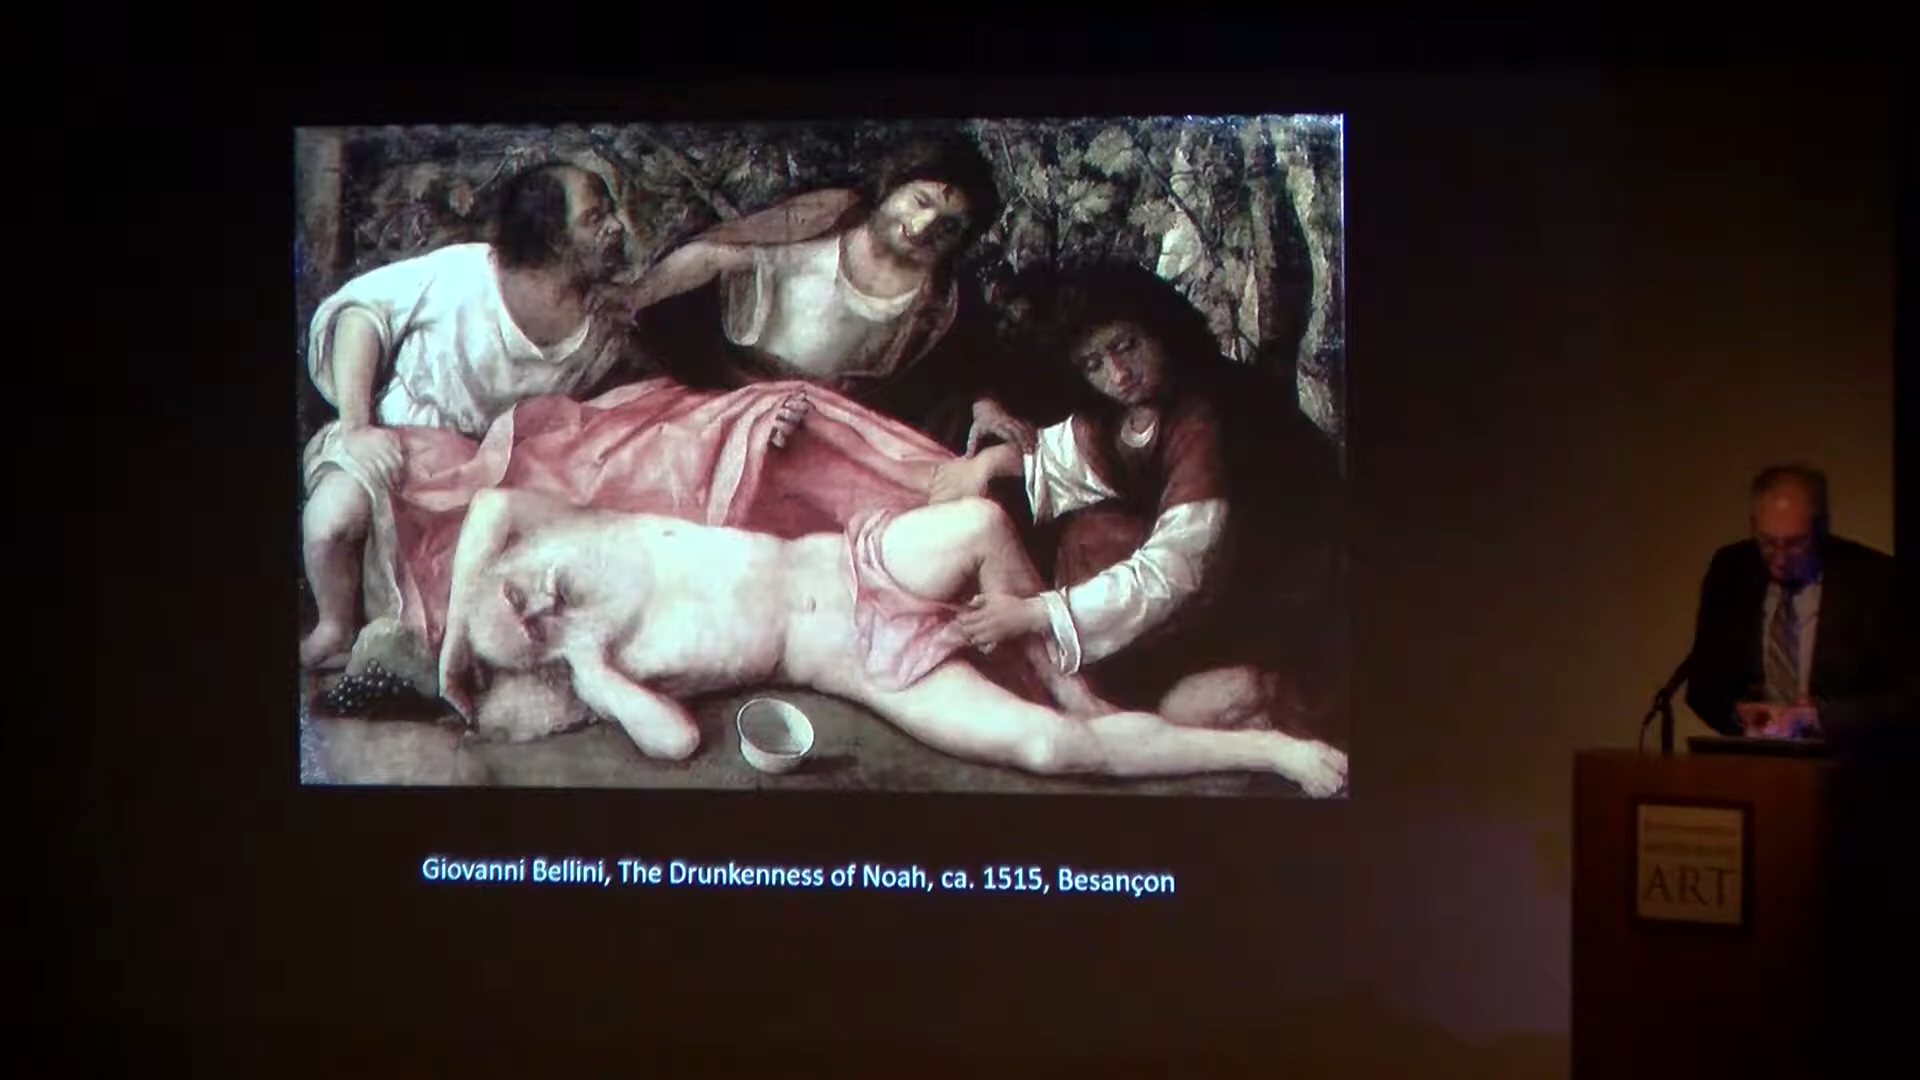 Giovanni Bellini, The Drunkenness of Noah, ca. 1515, Besançon
ART